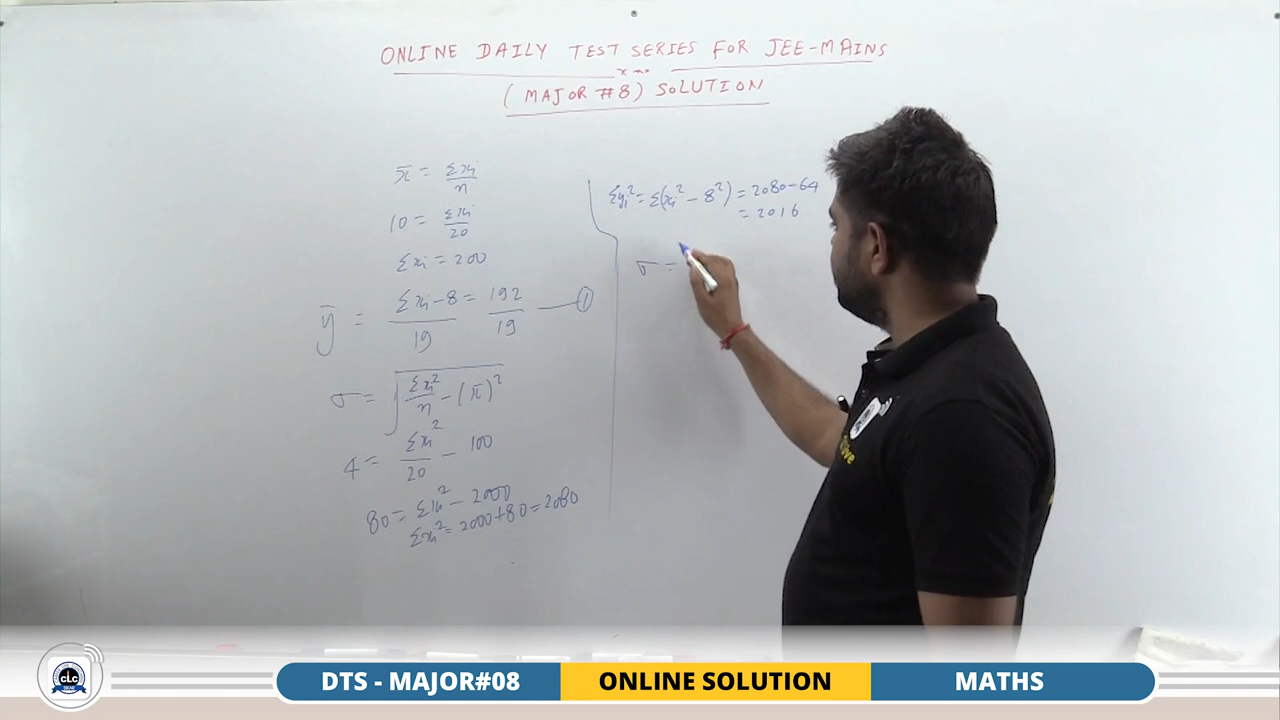 ONLINE DAILY TEST SERIES FOR JEE-MAINS
(MAJOR #8) SOLUTION
x̄ = Σxi/n
10 = Σxi/20
Σxi = 200
ȳ = Σxi-8/19 = 192/19 — ①
σ = √(Σxi²/n - (x̄)²)
4 = Σxi²/20 - 100
80 = Σxi² - 2000
Σxi² = 2000+80 = 2080
Σyi² = Σ(xi² - 8²) = 2080-64
= 2016
σ =
CLC
DTS - MAJOR#08
ONLINE SOLUTION
MATHS